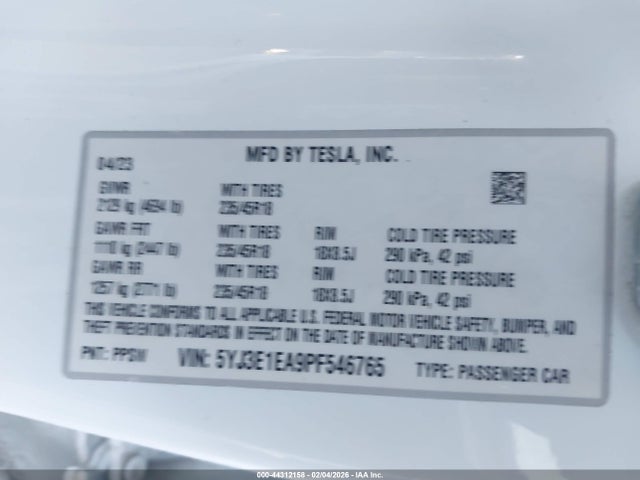 04/23 MFD BY TESLA, INC.
GVWR WITH TIRES
2129 kg (4694 lb) 235/45R18
GAWR FRT WITH TIRES RIM COLD TIRE PRESSURE
1110 kg (2447 lb) 235/45R18 18X8.5J 290 kPa, 42 psi
GAWR RR WITH TIRES RIM COLD TIRE PRESSURE
1257 kg (2771 lb) 235/45R18 18X8.5J 290 kPa, 42 psi
THIS VEHICLE CONFORMS TO ALL APPLICABLE U.S. FEDERAL MOTOR VEHICLE SAFETY, BUMPER, AND
THEFT PREVENTION STANDARDS IN EFFECT ON THE DATE OF MANUFACTURE SHOWN ABOVE.
PNT: PPSW VIN: 5YJ3E1EA9PF546765 TYPE: PASSENGER CAR
000-44312158 - 02/04/2026 - IAA Inc.